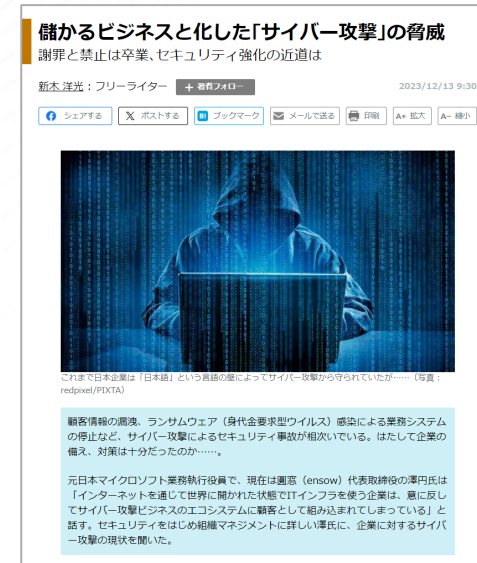 儲かるビジネスと化した「サイバー攻撃」の脅威
謝罪と禁止は卒業、セキュリティ強化の近道は
新木 洋光：フリーライター ＋ 著者フォロー 2023/12/13 9:30
シェアする ポストする B! ブックマーク メールで送る 印刷 A+ 拡大 A- 縮小
これまで日本企業は「日本語」という言語の壁によってサイバー攻撃から守られていたが……（写真：
redpixel/PIXTA）
顧客情報の漏洩、ランサムウェア（身代金要求型ウイルス）感染による業務システム
の停止など、サイバー攻撃によるセキュリティ事故が相次いでいる。はたして企業の
備え、対策は十分だったのか……。
元日本マイクロソフト業務執行役員で、現在は圓窓（ensow）代表取締役の澤円氏は
「インターネットを通じて世界に開かれた状態でITインフラを使う企業は、意に反し
てサイバー攻撃ビジネスのエコシステムに顧客として組み込まれてしまっている」と
話す。セキュリティをはじめ組織マネジメントに詳しい澤氏に、企業に対するサイバ
ー攻撃の現状を聞いた。